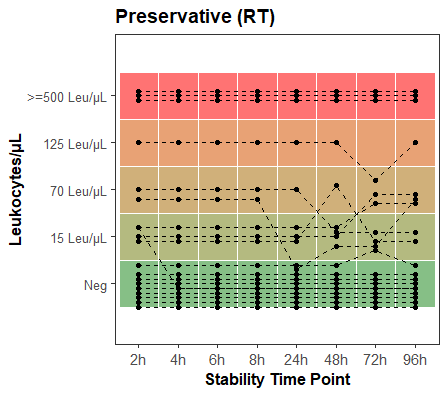 Preservative (RT)
Leukocytes/µL
>=500 Leu/µL
125 Leu/µL
70 Leu/µL
15 Leu/µL
Neg
2h 4h 6h 8h 24h 48h 72h 96h
Stability Time Point